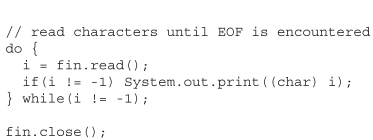 // read characters until EOF is encountered
do {
  i = fin.read();
  if(i != -1) System.out.print((char) i);
} while(i != -1);

fin.close();